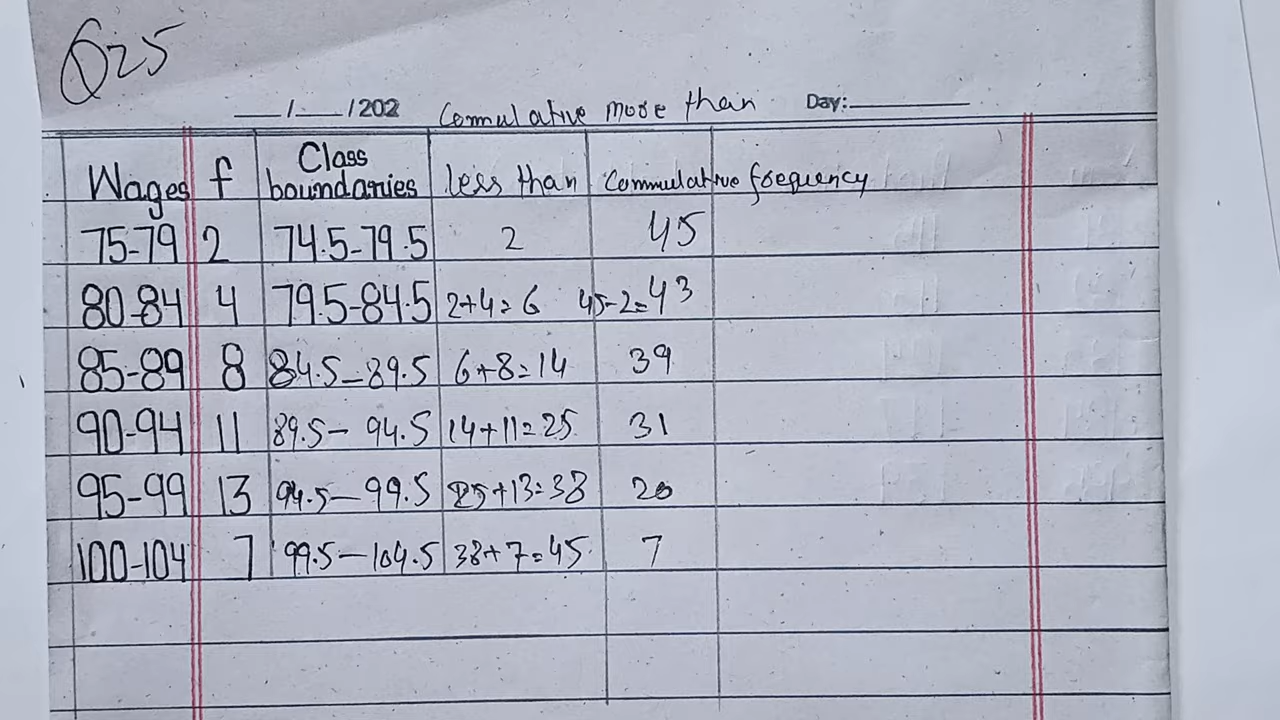 Q25
__/__/202 Comulative more than Day:________
Wages f Class boundaries less than Commulative frequency
75-79 2 74.5-79.5 2 45
80-84 4 79.5-84.5 2+4=6 45-2=43
85-89 8 84.5-89.5 6+8=14 39
90-94 11 89.5-94.5 14+11=25 31
95-99 13 94.5-99.5 25+13=38 20
100-104 7 99.5-104.5 38+7=45 7